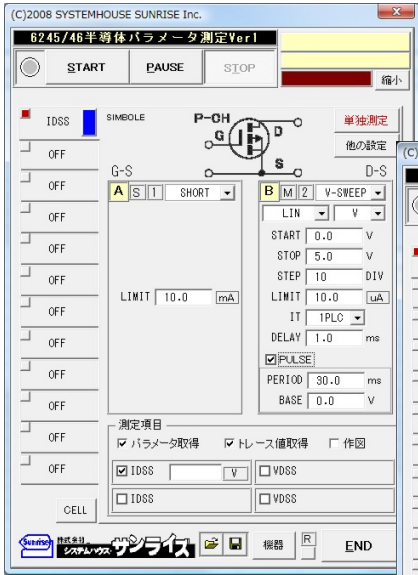 (C)2008 SYSTEMHOUSE SUNRISE Inc.
6245/46半導体パラメータ測定Ver1
START PAUSE STOP
縮小
IDSS SIMBOLE P-CH 単独測定
G D
OFF 他の設定
(C)
S
G-S D-S
OFF A S 1 SHORT B M 2 V-SWEEP
LIN V
OFF START 0.0 V
STOP 5.0 V
OFF STEP 10 DIV
LIMIT 10.0 mA LIMIT 10.0 uA
OFF IT 1PLC
DELAY 1.0 ms
OFF PULSE
PERIOD 30.0 ms
OFF BASE 0.0 V
OFF 測定項目
パラメータ取得 トレース値取得 作図
OFF IDSS V VDSS
OFF
IDSS VDSS
CELL
Sunrise 株式会社 システムハウス サンライズ 機器 R END